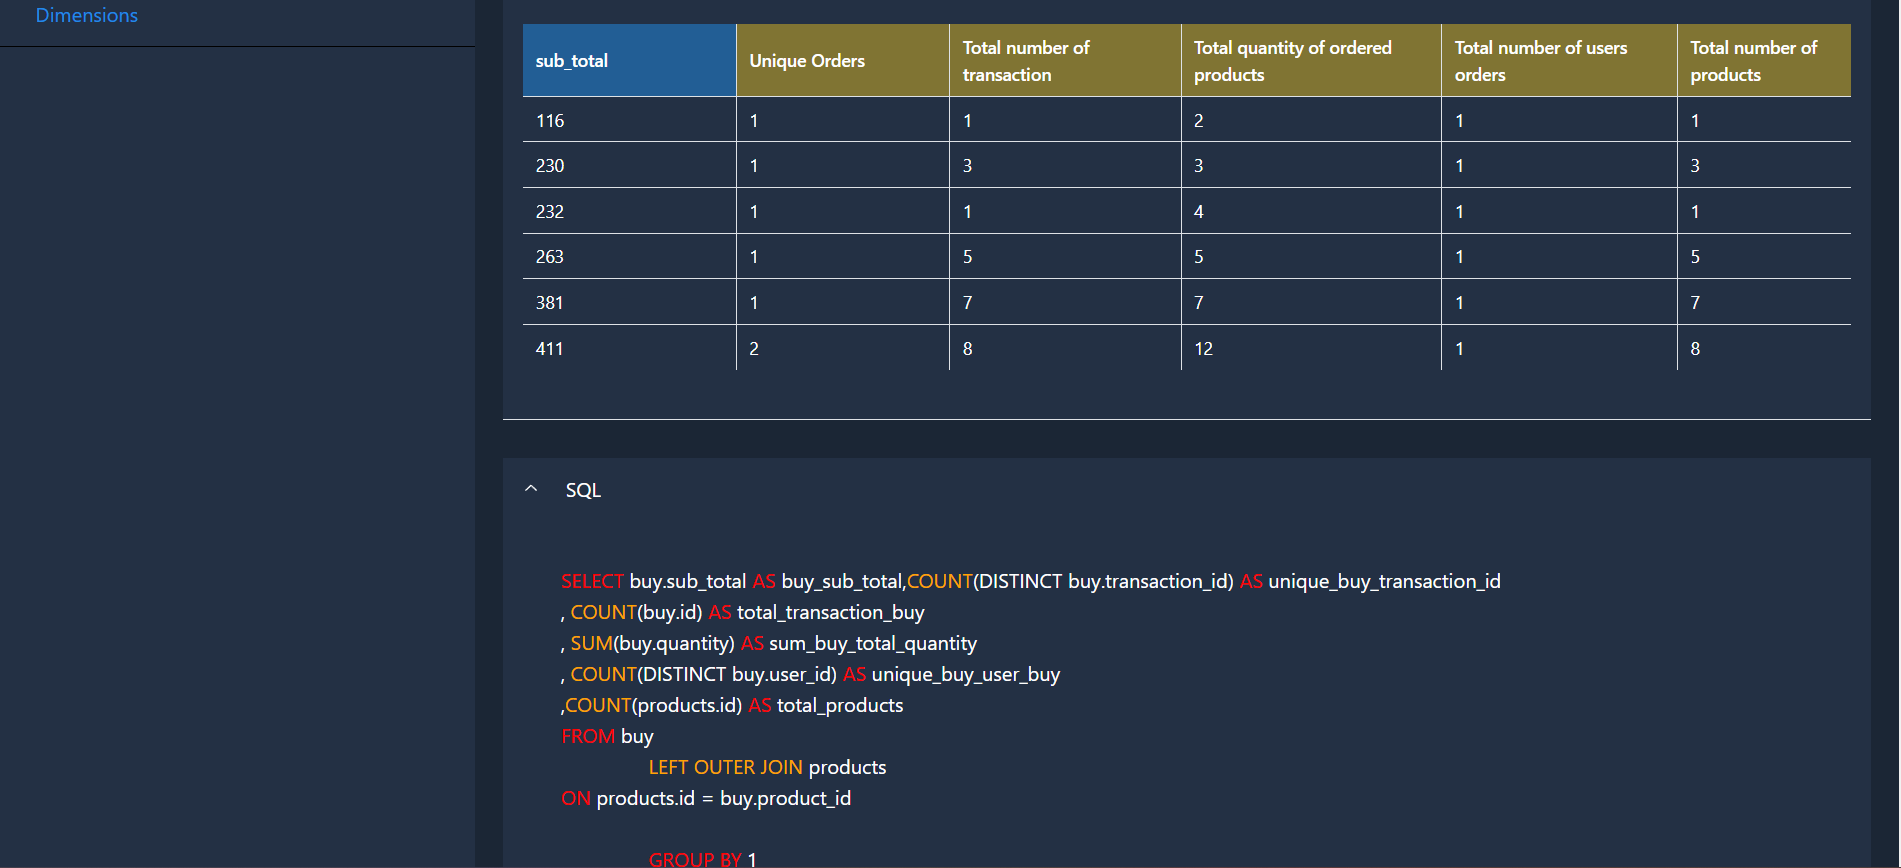 Dimensions
sub_total Unique Orders Total number of transaction Total quantity of ordered products Total number of users orders Total number of products
116 1 1 2 1 1
230 1 3 3 1 3
232 1 1 4 1 1
263 1 5 5 1 5
381 1 7 7 1 7
411 2 8 12 1 8
SQL
SELECT buy.sub_total AS buy_sub_total,COUNT(DISTINCT buy.transaction_id) AS unique_buy_transaction_id
, COUNT(buy.id) AS total_transaction_buy
, SUM(buy.quantity) AS sum_buy_total_quantity
, COUNT(DISTINCT buy.user_id) AS unique_buy_user_buy
,COUNT(products.id) AS total_products
FROM buy
LEFT OUTER JOIN products
ON products.id = buy.product_id
GROUP BY 1